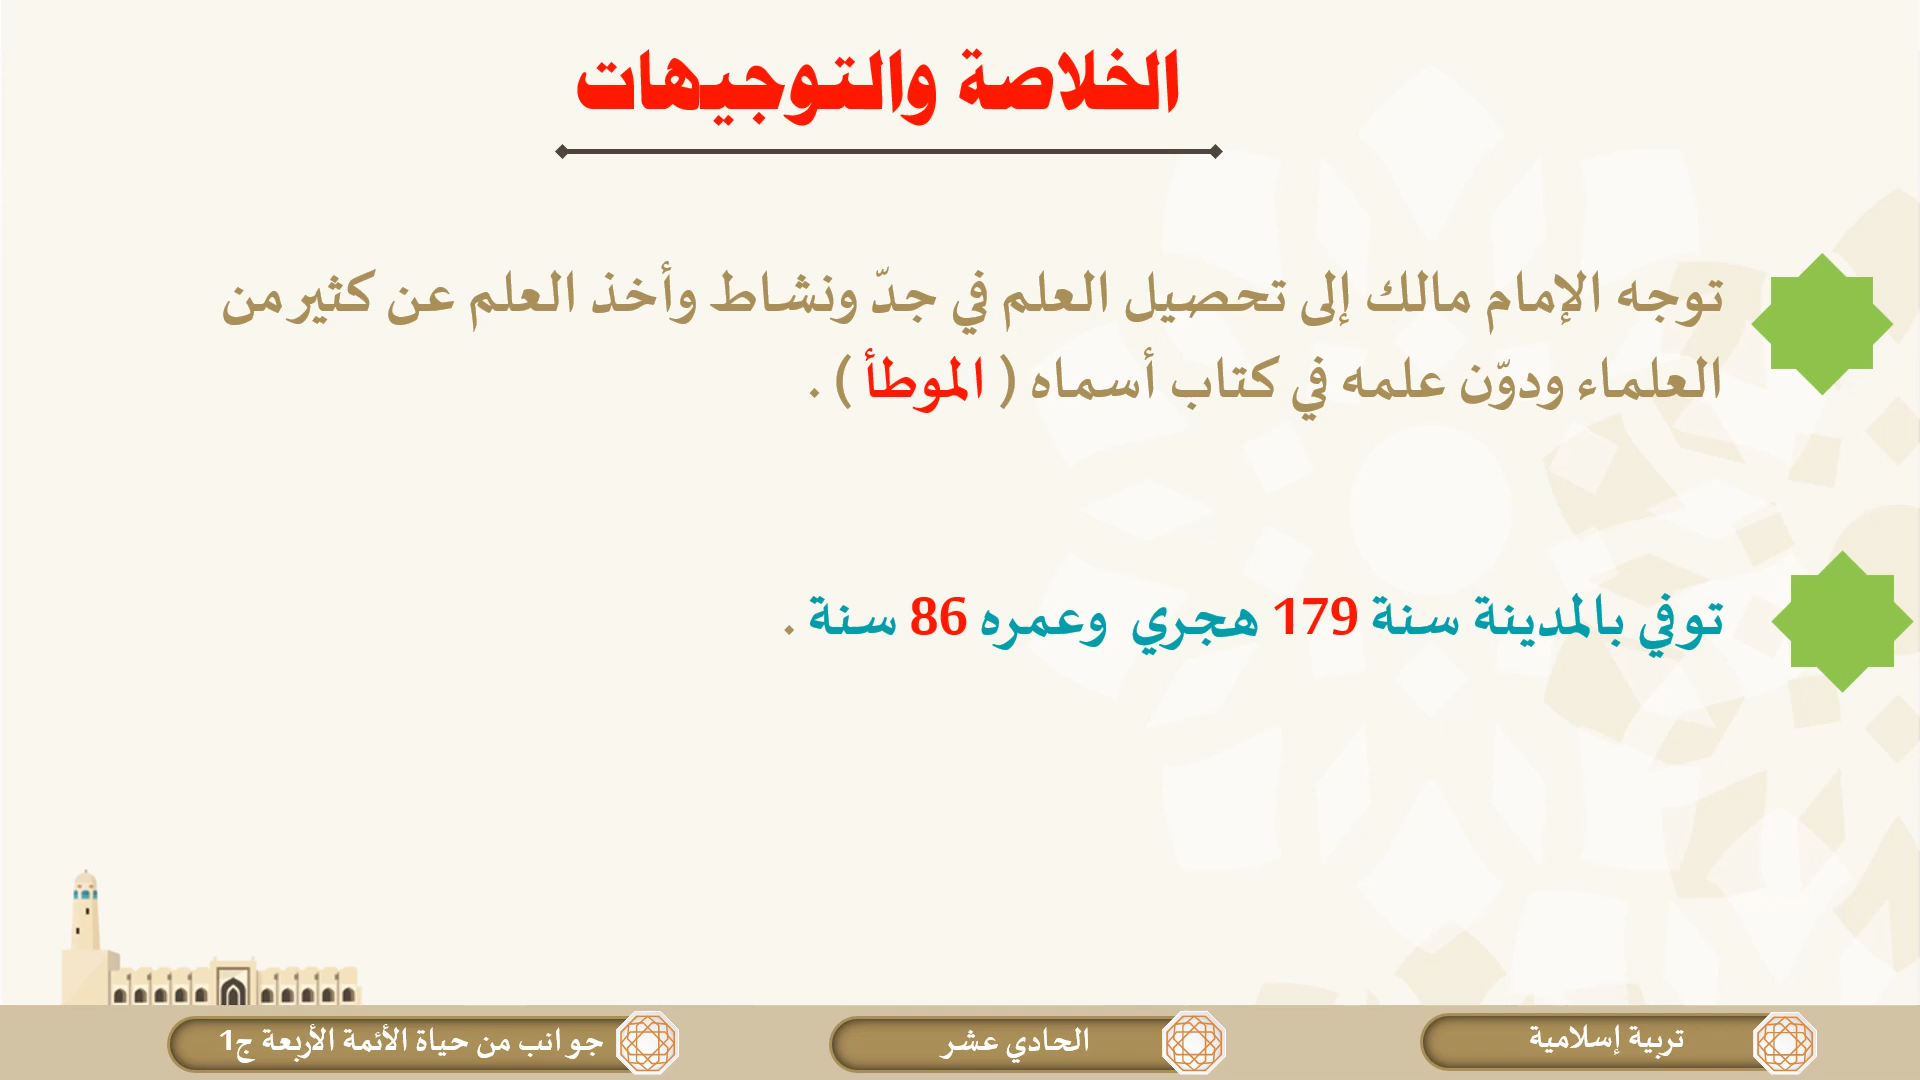 الخلاصة والتوجيهات
توجه الإمام مالك إلى تحصيل العلم في جدّ ونشاط وأخذ العلم عن كثير من
العلماء ودوّن علمه في كتاب أسماه ( الموطأ ) .
توفي بالمدينة سنة 179 هجري وعمره 86 سنة .
تربية إسلامية
الحادي عشر
جوانب من حياة الأئمة الأربعة ج1